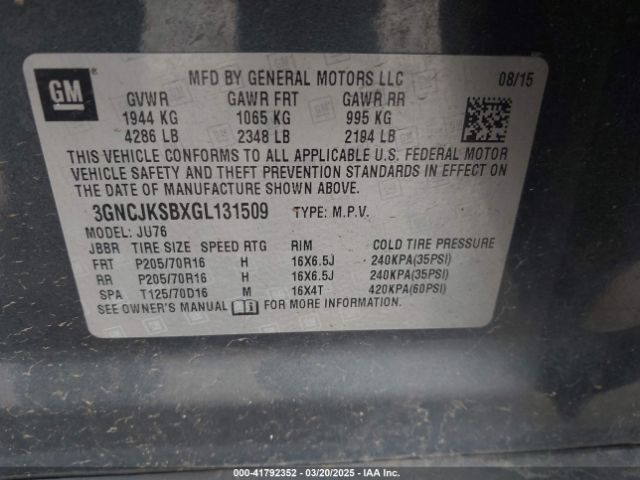 GM
MFD BY GENERAL MOTORS LLC 08/15
GVWR GAWR FRT GAWR RR
1944 KG 1065 KG 995 KG
4286 LB 2348 LB 2194 LB
THIS VEHICLE CONFORMS TO ALL APPLICABLE U.S. FEDERAL MOTOR
VEHICLE SAFETY AND THEFT PREVENTION STANDARDS IN EFFECT ON
THE DATE OF MANUFACTURE SHOWN ABOVE.
3GNCJKSBXGL131509 TYPE: M.P.V.
MODEL: JU76
JBBR TIRE SIZE SPEED RTG RIM COLD TIRE PRESSURE
FRT P205/70R16 H 16X6.5J 240KPA(35PSI)
RR P205/70R16 H 16X6.5J 240KPA(35PSI)
SPA T125/70D16 M 16X4T 420KPA(60PSI)
SEE OWNER'S MANUAL FOR MORE INFORMATION.
000-41792352 | 03/20/2025 - IAA Inc.